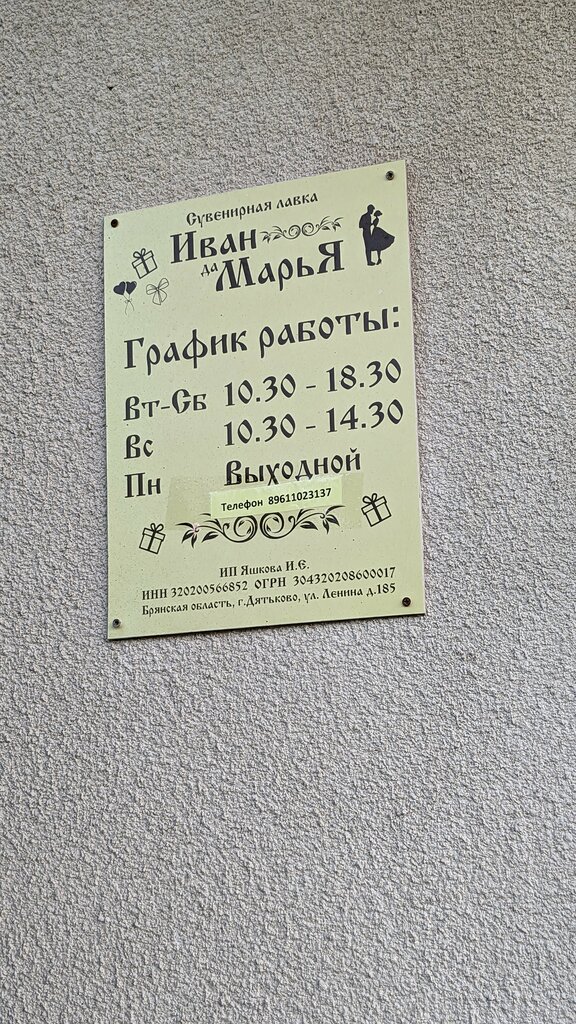 Сувенирная лавка
Иван
да МарьЯ
График работы:
Вт-Сб 10.30 - 18.30
Вс 10.30 - 14.30
Пн Выходной
Телефон 89611023137
ИП Яшкова И.Е.
ИНН 320200566852 ОГРН 304320208600017
Брянская область, г.Дятьково, ул. Ленина д.185